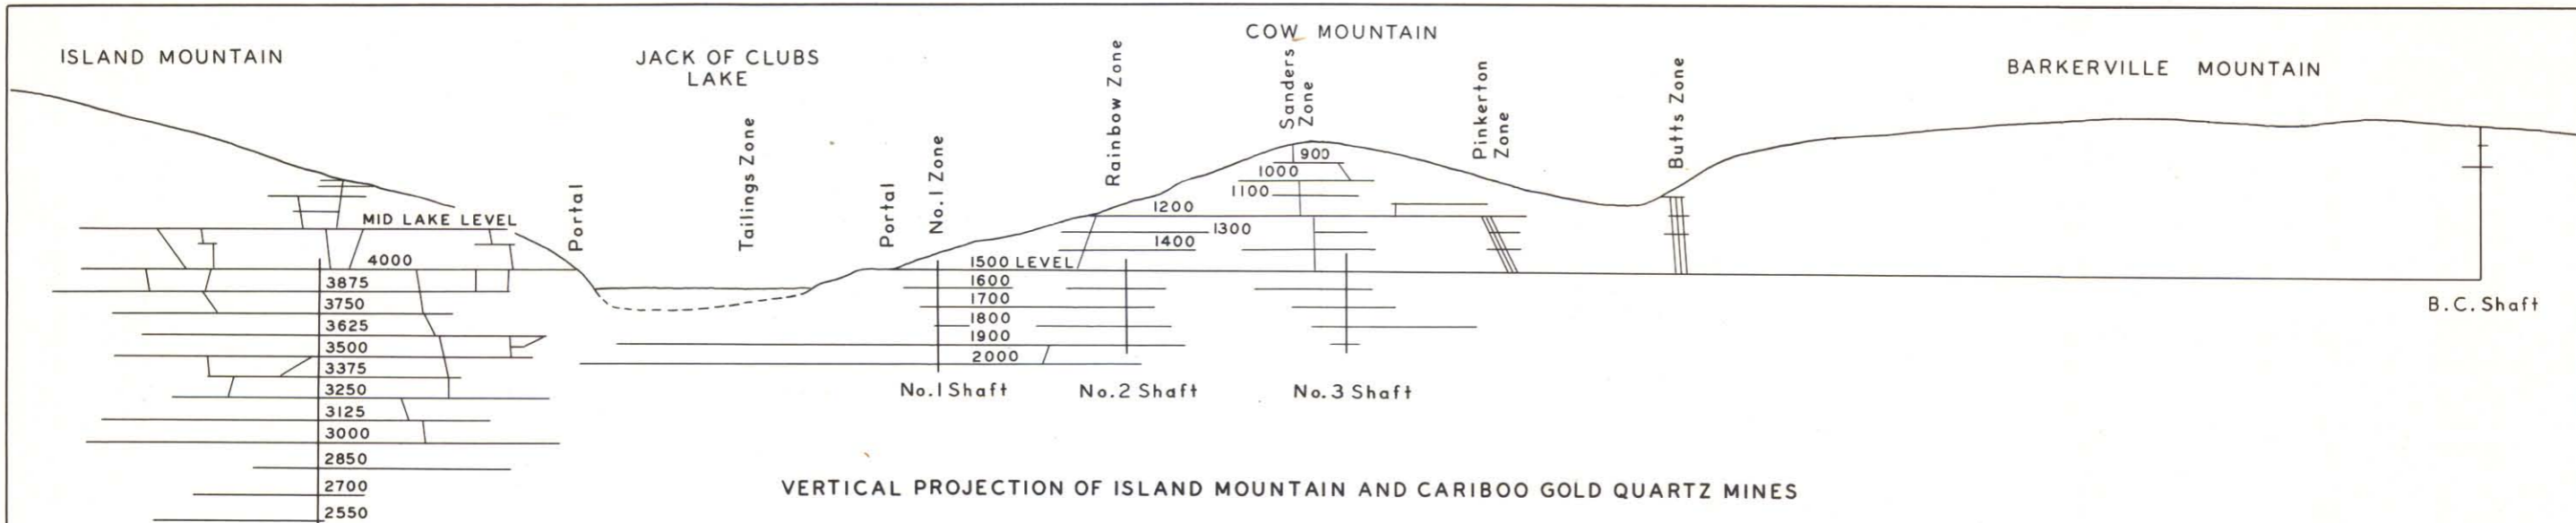 COW MOUNTAIN
ISLAND MOUNTAIN
JACK OF CLUBS
LAKE
BARKERVILLE MOUNTAIN
Portal
Tailings Zone
Portal
No. 1 Zone
Rainbow Zone
Sanders
Zone
Pinkerton
Zone
Butts Zone
900
1000
1100
1200
1300
1400
1500 LEVEL
1600
1700
1800
1900
2000
MID LAKE LEVEL
4000
3875
3750
3625
3500
3375
3250
3125
3000
2850
2700
2550
No. 1 Shaft
No. 2 Shaft
No. 3 Shaft
B.C. Shaft
VERTICAL PROJECTION OF ISLAND MOUNTAIN AND CARIBOO GOLD QUARTZ MINES